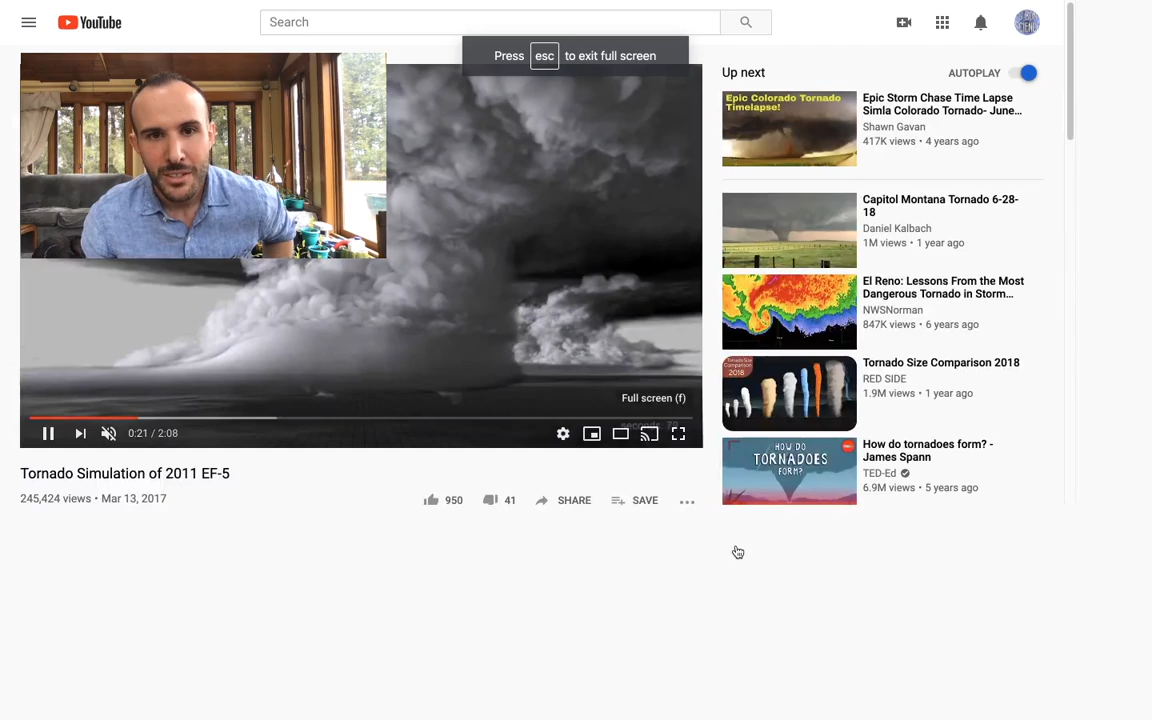 YouTube
Search
Press esc to exit full screen
Up next
AUTOPLAY
Epic Colorado Tornado
Timelapse!
Epic Storm Chase Time Lapse
Simla Colorado Tornado- June...
Shawn Gavan
417K views • 4 years ago
Capitol Montana Tornado 6-28-
18
Daniel Kalbach
1M views • 1 year ago
El Reno: Lessons From the Most
Dangerous Tornado in Storm...
NWSNorman
847K views • 6 years ago
Tornado Size
Comparison
2018
Tornado Size Comparison 2018
RED SIDE
1.9M views • 1 year ago
HOW DO
TORNADOES
FORM?
How do tornadoes form? -
James Spann
TED-Ed
6.9M views • 5 years ago
Full screen (f)
0:21 / 2:08
Tornado Simulation of 2011 EF-5
245,424 views • Mar 13, 2017
950
41
SHARE
SAVE